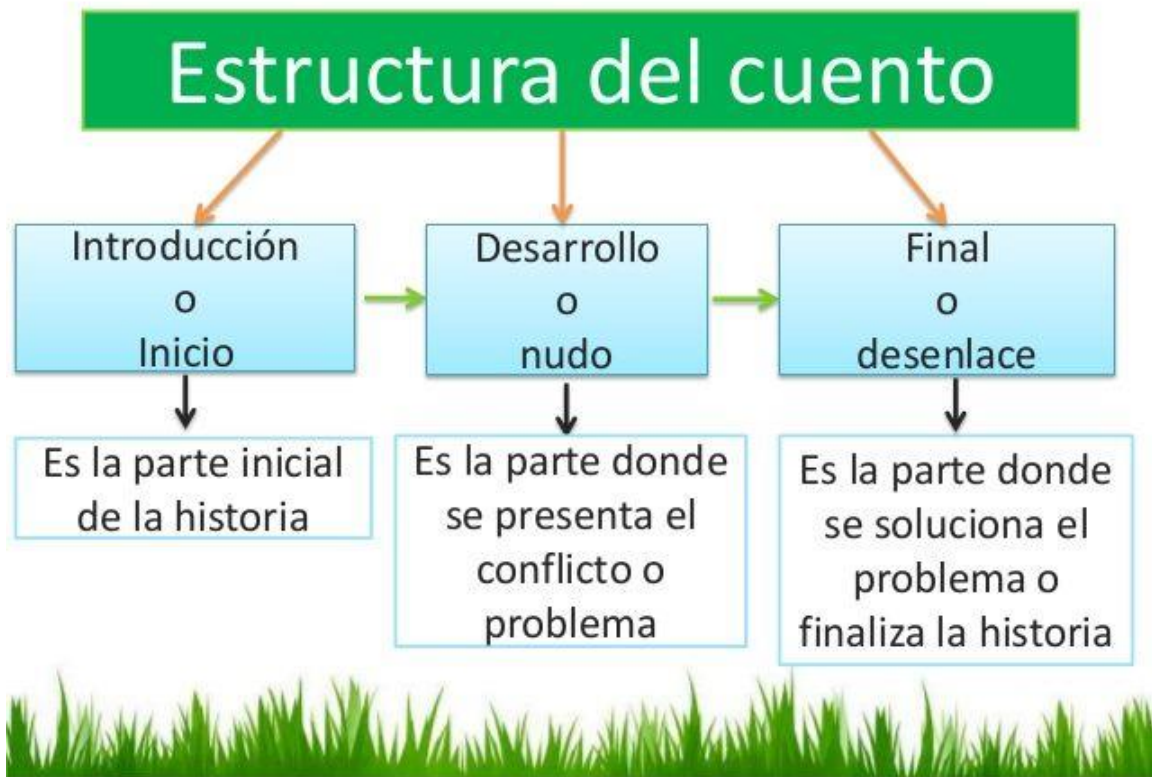 Estructura del cuento
Introducción
o
Inicio
Desarrollo
o
nudo
Final
o
desenlace
Es la parte inicial
de la historia
Es la parte donde
se presenta el
conflicto o
problema
Es la parte donde
se soluciona el
problema o
finaliza la historia